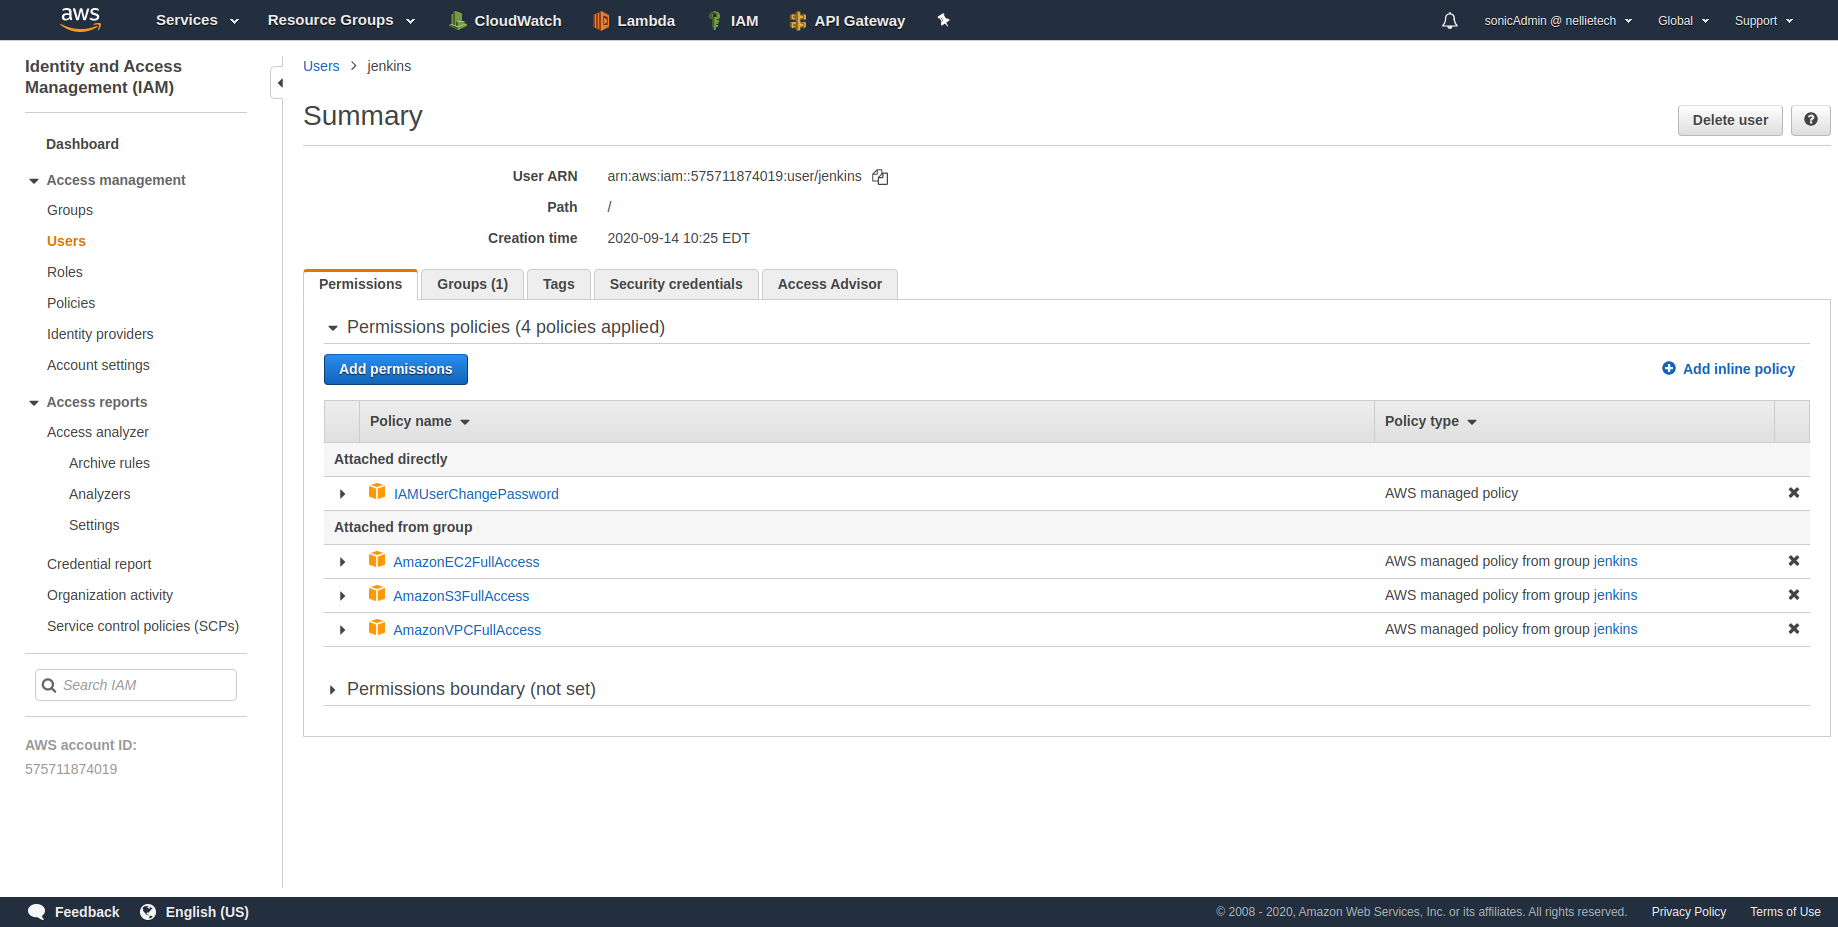 aws Services Resource Groups CloudWatch Lambda IAM API Gateway sonicAdmin @ nellietech Global Support
Identity and Access
Management (IAM)
Dashboard
Access management
Groups
Users
Roles
Policies
Identity providers
Account settings
Access reports
Access analyzer
Archive rules
Analyzers
Settings
Credential report
Organization activity
Service control policies (SCPs)
Search IAM
AWS account ID:
575711874019
Users > jenkins
Summary
Delete user
User ARN arn:aws:iam::575711874019:user/jenkins
Path /
Creation time 2020-09-14 10:25 EDT
Permissions Groups (1) Tags Security credentials Access Advisor
Permissions policies (4 policies applied)
Add permissions Add inline policy
Policy name Policy type
Attached directly
IAMUserChangePassword AWS managed policy
Attached from group
AmazonEC2FullAccess AWS managed policy from group jenkins
AmazonS3FullAccess AWS managed policy from group jenkins
AmazonVPCFullAccess AWS managed policy from group jenkins
Permissions boundary (not set)
Feedback English (US) © 2008 - 2020, Amazon Web Services, Inc. or its affiliates. All rights reserved. Privacy Policy Terms of Use